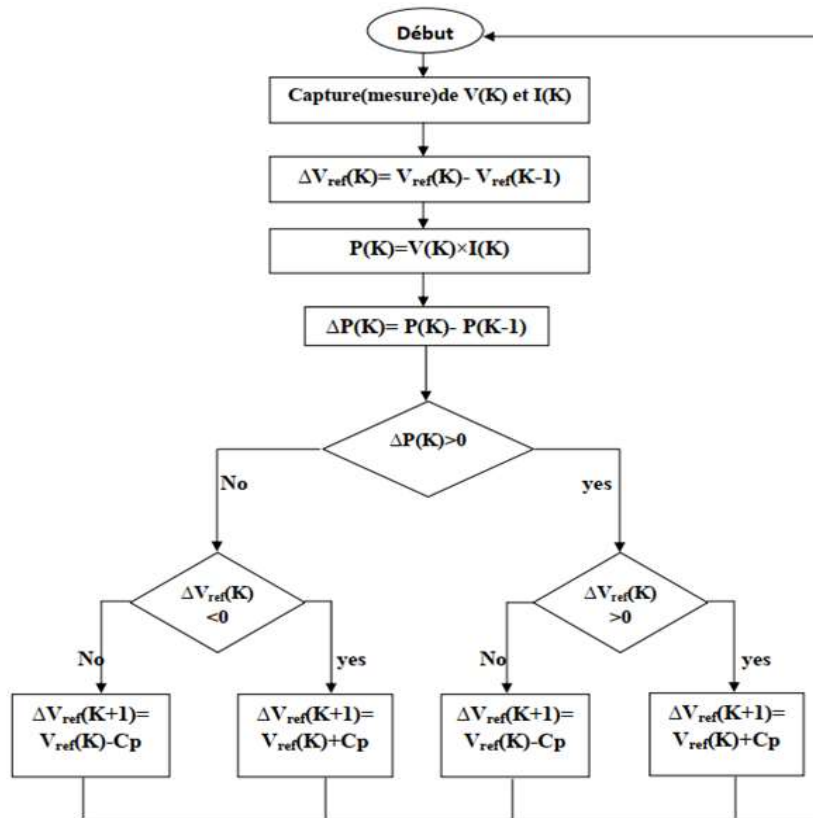 Début
Capture(mesure)de V(K) et I(K)
ΔVref(K)= Vref(K)- Vref(K-1)
P(K)=V(K)×I(K)
ΔP(K)= P(K)- P(K-1)
ΔP(K)>0
No
yes
ΔVref(K)
<0
ΔVref(K)
>0
No
yes
No
yes
ΔVref(K+1)=
Vref(K)-Cp
ΔVref(K+1)=
Vref(K)+Cp
ΔVref(K+1)=
Vref(K)-Cp
ΔVref(K+1)=
Vref(K)+Cp